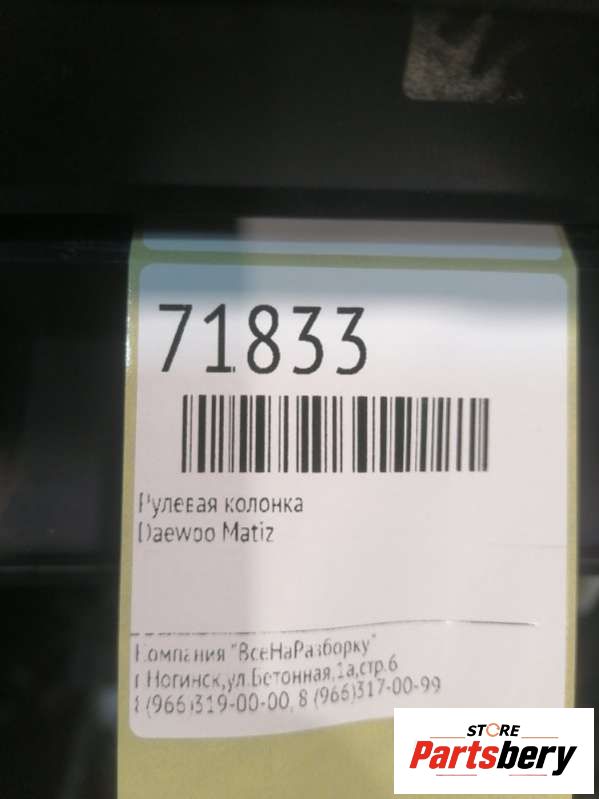 71833
Рулевая колонка
Daewoo Matiz
Компания "ВсеНаРазборку"
г.Ногинск,ул.Бетонная,1а,стр.6
8 (966)319-00-00, 8 (966)317-00-99
STORE
Partsbery